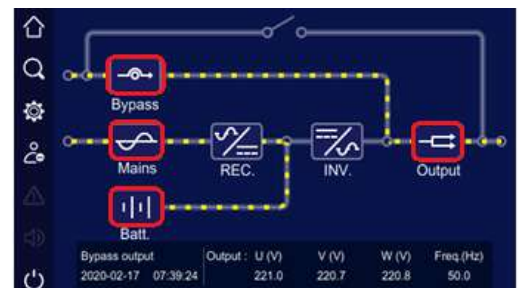 Bypass
Mains
REC.
INV.
Output
Batt.
Bypass output
Output : U (V) V (V) W (V) Freq.(Hz)
2020-02-17 07:39:24 221.0 220.7 220.8 50.0